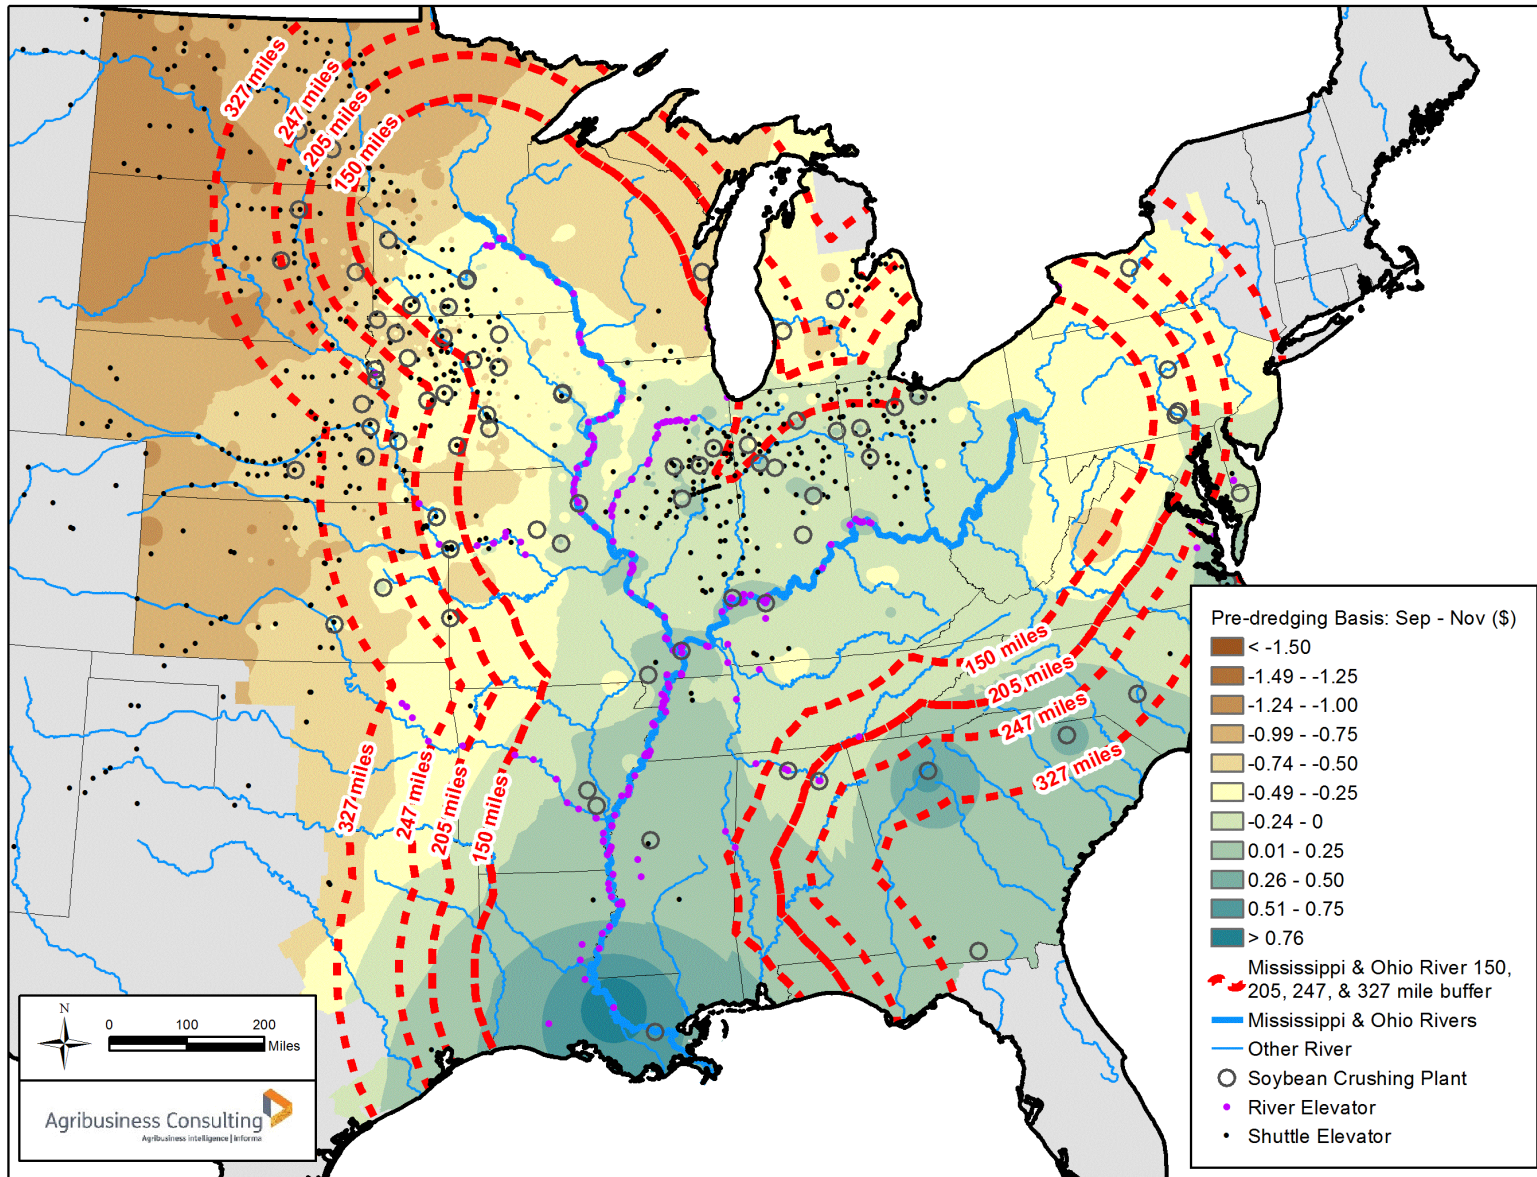 327 miles
247 miles
205 miles
150 miles
150 miles
205 miles
247 miles
327 miles
327 miles
247 miles
205 miles
150 miles
Pre-dredging Basis: Sep - Nov ($)
< -1.50
-1.49 - -1.25
-1.24 - -1.00
-0.99 - -0.75
-0.74 - -0.50
-0.49 - -0.25
-0.24 - 0
0.01 - 0.25
0.26 - 0.50
0.51 - 0.75
> 0.76
Mississippi & Ohio River 150,
205, 247, & 327 mile buffer
Mississippi & Ohio Rivers
Other River
Soybean Crushing Plant
River Elevator
Shuttle Elevator
N
0 100 200
Miles
Agribusiness Consulting
Agribusiness intelligence | informa